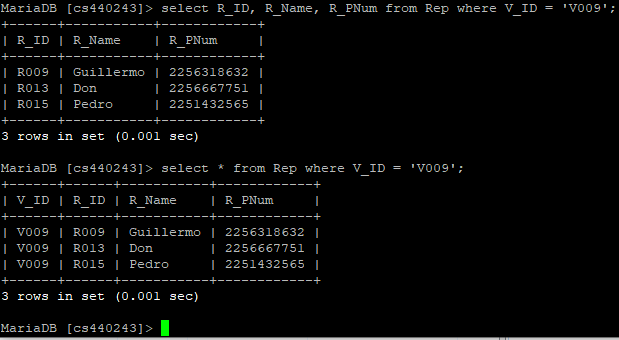 MariaDB [cs440243]> select R_ID, R_Name, R_PNum from Rep where V_ID = 'V009';
+------+-----------+------------+
| R_ID | R_Name    | R_PNum     |
+------+-----------+------------+
| R009 | Guillermo | 2256318632 |
| R013 | Don       | 2256667751 |
| R015 | Pedro     | 2251432565 |
+------+-----------+------------+
3 rows in set (0.001 sec)
MariaDB [cs440243]> select * from Rep where V_ID = 'V009';
+------+------+-----------+------------+
| V_ID | R_ID | R_Name    | R_PNum     |
+------+------+-----------+------------+
| V009 | R009 | Guillermo | 2256318632 |
| V009 | R013 | Don       | 2256667751 |
| V009 | R015 | Pedro     | 2251432565 |
+------+------+-----------+------------+
3 rows in set (0.001 sec)
MariaDB [cs440243]>